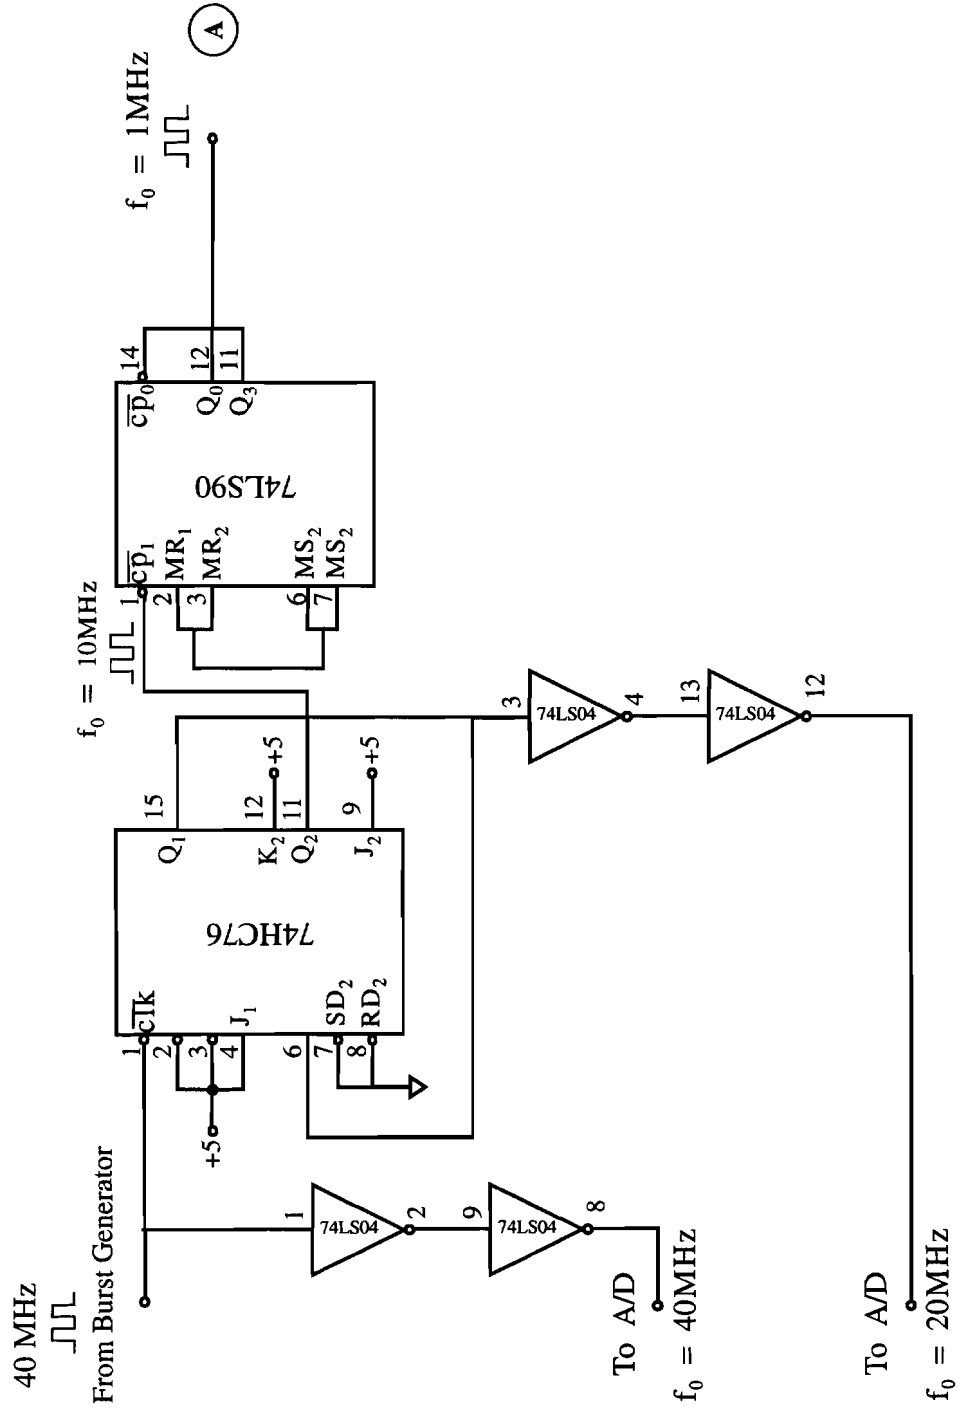 40 MHz
From Burst Generator
1
c̅l̅k̅
2
3
4
J₁
+5
6
7
SD₂
8
RD₂
74HC76
Q₁
15
K₂
12
+5
Q₂
11
J₂
9
+5
f₀ = 10MHz
1
c̅p̅₁
2
MR₁
3
MR₂
6
MS₂
7
MS₂
74LS90
c̅p̅₀
14
Q₀
12
Q₃
11
f₀ = 1MHz
A
1
74LS04
2
9
74LS04
8
To A/D
f₀ = 40MHz
3
74LS04
4
13
74LS04
12
To A/D
f₀ = 20MHz